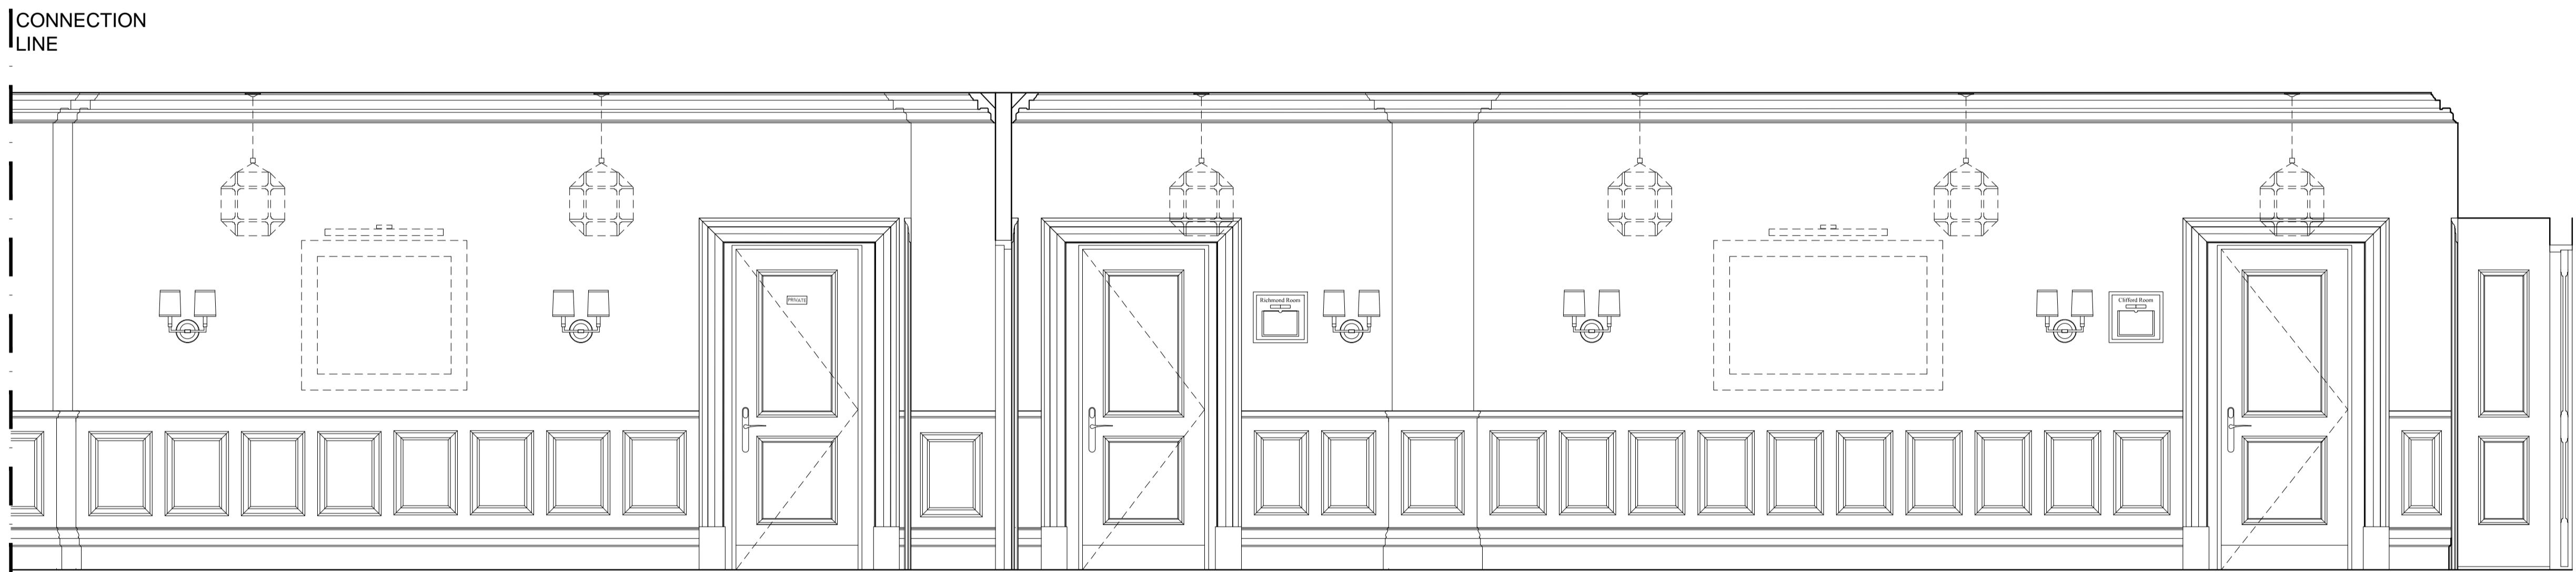 CONNECTION
LINE
PRIVATE
Richmond Room
Clifford Room